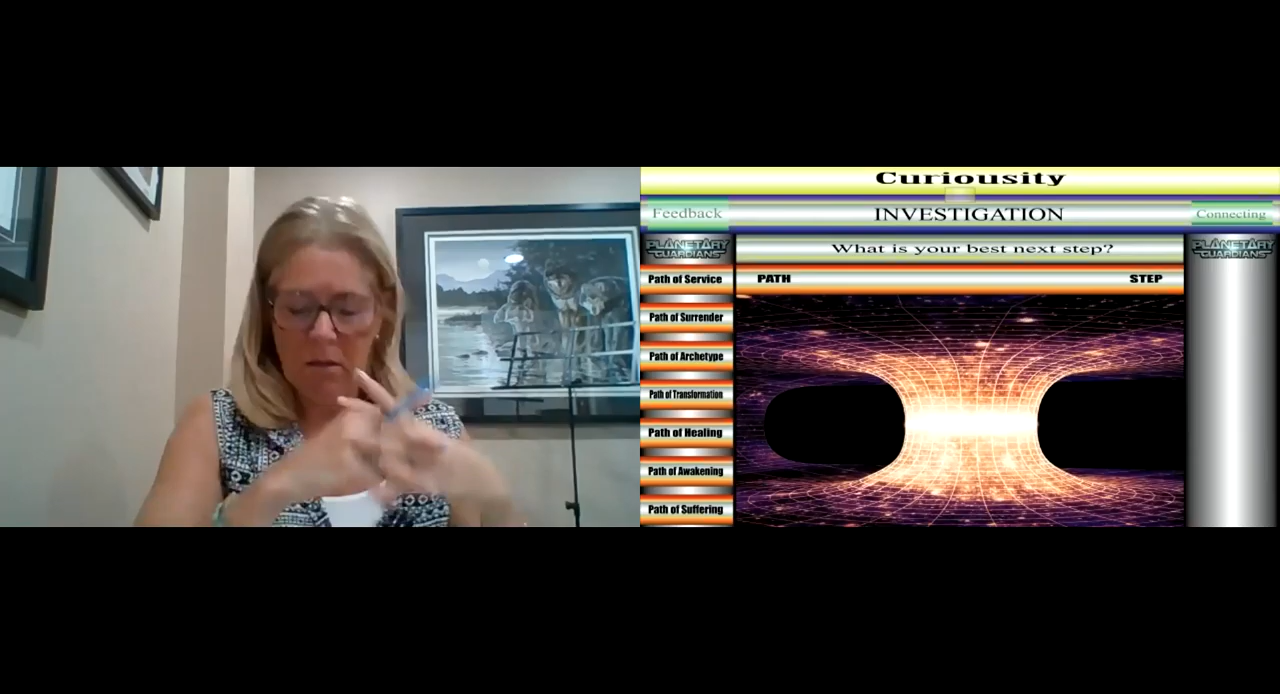 Curiousity
Feedback
INVESTIGATION
Connecting
PLANETARY
GUARDIANS
What is your best next step?
PLANETARY
GUARDIANS
PATH
STEP
Path of Service
Path of Surrender
Path of Archetype
Path of Transformation
Path of Healing
Path of Awakening
Path of Suffering